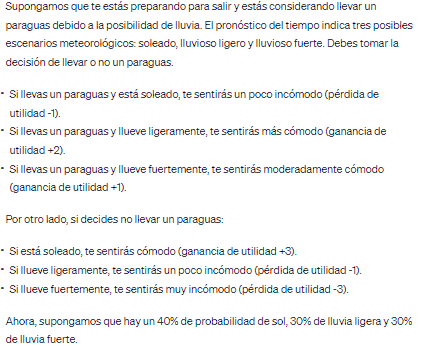 Supongamos que te estás preparando para salir y estás considerando llevar un
paraguas debido a la posibilidad de lluvia. El pronóstico del tiempo indica tres posibles
escenarios meteorológicos: soleado, lluvioso ligero y lluvioso fuerte. Debes tomar la
decisión de llevar o no un paraguas.
• Si llevas un paraguas y está soleado, te sentirás un poco incómodo (pérdida de
utilidad -1).
• Si llevas un paraguas y llueve ligeramente, te sentirás más cómodo (ganancia de
utilidad +2).
• Si llevas un paraguas y llueve fuertemente, te sentirás moderadamente cómodo
(ganancia de utilidad +1).
Por otro lado, si decides no llevar un paraguas:
• Si está soleado, te sentirás cómodo (ganancia de utilidad +3).
• Si llueve ligeramente, te sentirás un poco incómodo (pérdida de utilidad -1).
• Si llueve fuertemente, te sentirás muy incómodo (pérdida de utilidad -3).
Ahora, supongamos que hay un 40% de probabilidad de sol, 30% de lluvia ligera y 30%
de lluvia fuerte.